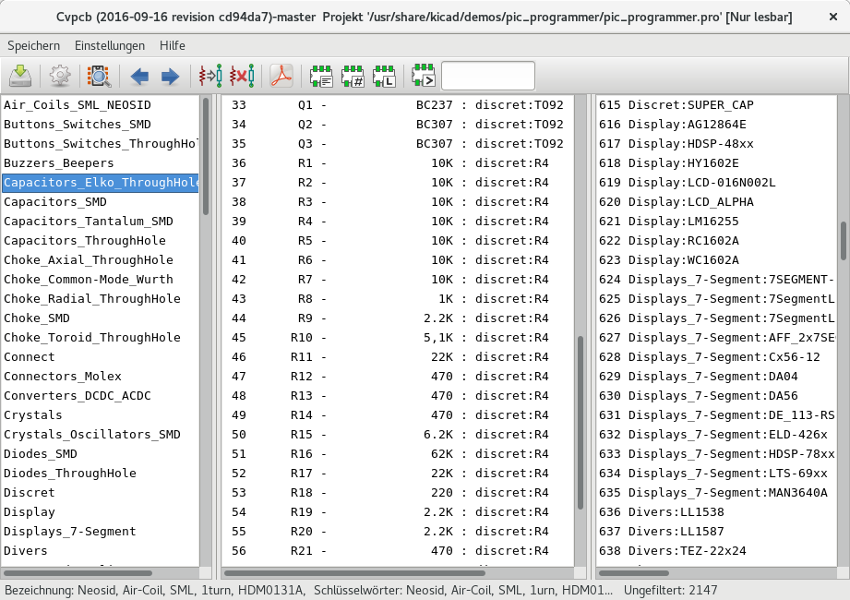 Cvpcb (2016-09-16 revision cd94da7)-master Projekt '/usr/share/kicad/demos/pic_programmer/pic_programmer.pro' [Nur lesbar]
Speichern Einstellungen Hilfe
Air_Coils_SML_NEOSID
Buttons_Switches_SMD
Buttons_Switches_ThroughHo
Buzzers_Beepers
Capacitors_Elko_ThroughHole
Capacitors_SMD
Capacitors_Tantalum_SMD
Capacitors_ThroughHole
Choke_Axial_ThroughHole
Choke_Common-Mode_Wurth
Choke_Radial_ThroughHole
Choke_SMD
Choke_Toroid_ThroughHole
Connect
Connectors_Molex
Converters_DCDC_ACDC
Crystals
Crystals_Oscillators_SMD
Diodes_SMD
Diodes_ThroughHole
Discret
Display
Displays_7-Segment
Divers
33 Q1 - BC237 : discret:TO92
34 Q2 - BC307 : discret:TO92
35 Q3 - BC307 : discret:TO92
36 R1 - 10K : discret:R4
37 R2 - 10K : discret:R4
38 R3 - 10K : discret:R4
39 R4 - 10K : discret:R4
40 R5 - 10K : discret:R4
41 R6 - 10K : discret:R4
42 R7 - 10K : discret:R4
43 R8 - 1K : discret:R4
44 R9 - 2.2K : discret:R4
45 R10 - 5,1K : discret:R4
46 R11 - 22K : discret:R4
47 R12 - 470 : discret:R4
48 R13 - 470 : discret:R4
49 R14 - 470 : discret:R4
50 R15 - 6.2K : discret:R4
51 R16 - 62K : discret:R4
52 R17 - 22K : discret:R4
53 R18 - 220 : discret:R4
54 R19 - 2.2K : discret:R4
55 R20 - 2.2K : discret:R4
56 R21 - 470 : discret:R4
615 Discret:SUPER_CAP
616 Display:AG12864E
617 Display:HDSP-48xx
618 Display:HY1602E
619 Display:LCD-016N002L
620 Display:LCD_ALPHA
621 Display:LM16255
622 Display:RC1602A
623 Display:WC1602A
624 Displays_7-Segment:7SEGMENT-
625 Displays_7-Segment:7SegmentL
626 Displays_7-Segment:7SegmentL
627 Displays_7-Segment:AFF_2x7SE
628 Displays_7-Segment:Cx56-12
629 Displays_7-Segment:DA04
630 Displays_7-Segment:DA56
631 Displays_7-Segment:DE_113-RS
632 Displays_7-Segment:ELD-426x
633 Displays_7-Segment:HDSP-78xx
634 Displays_7-Segment:LTS-69xx
635 Displays_7-Segment:MAN3640A
636 Divers:LL1538
637 Divers:LL1587
638 Divers:TEZ-22x24
Bezeichnung: Neosid, Air-Coil, SML, 1turn, HDM0131A, Schlüsselwörter: Neosid, Air-Coil, SML, 1urn, HDM01... Ungefiltert: 2147